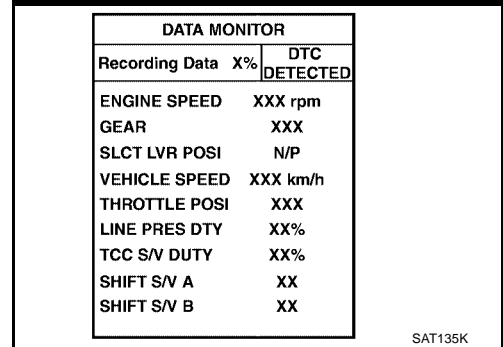 DATA MONITOR
Recording Data X% DTC DETECTED
ENGINE SPEED XXX rpm
GEAR XXX
SLCT LVR POSI N/P
VEHICLE SPEED XXX km/h
THROTTLE POSI XXX
LINE PRES DTY XX%
TCC S/V DUTY XX%
SHIFT S/V A XX
SHIFT S/V B XX
SAT135K